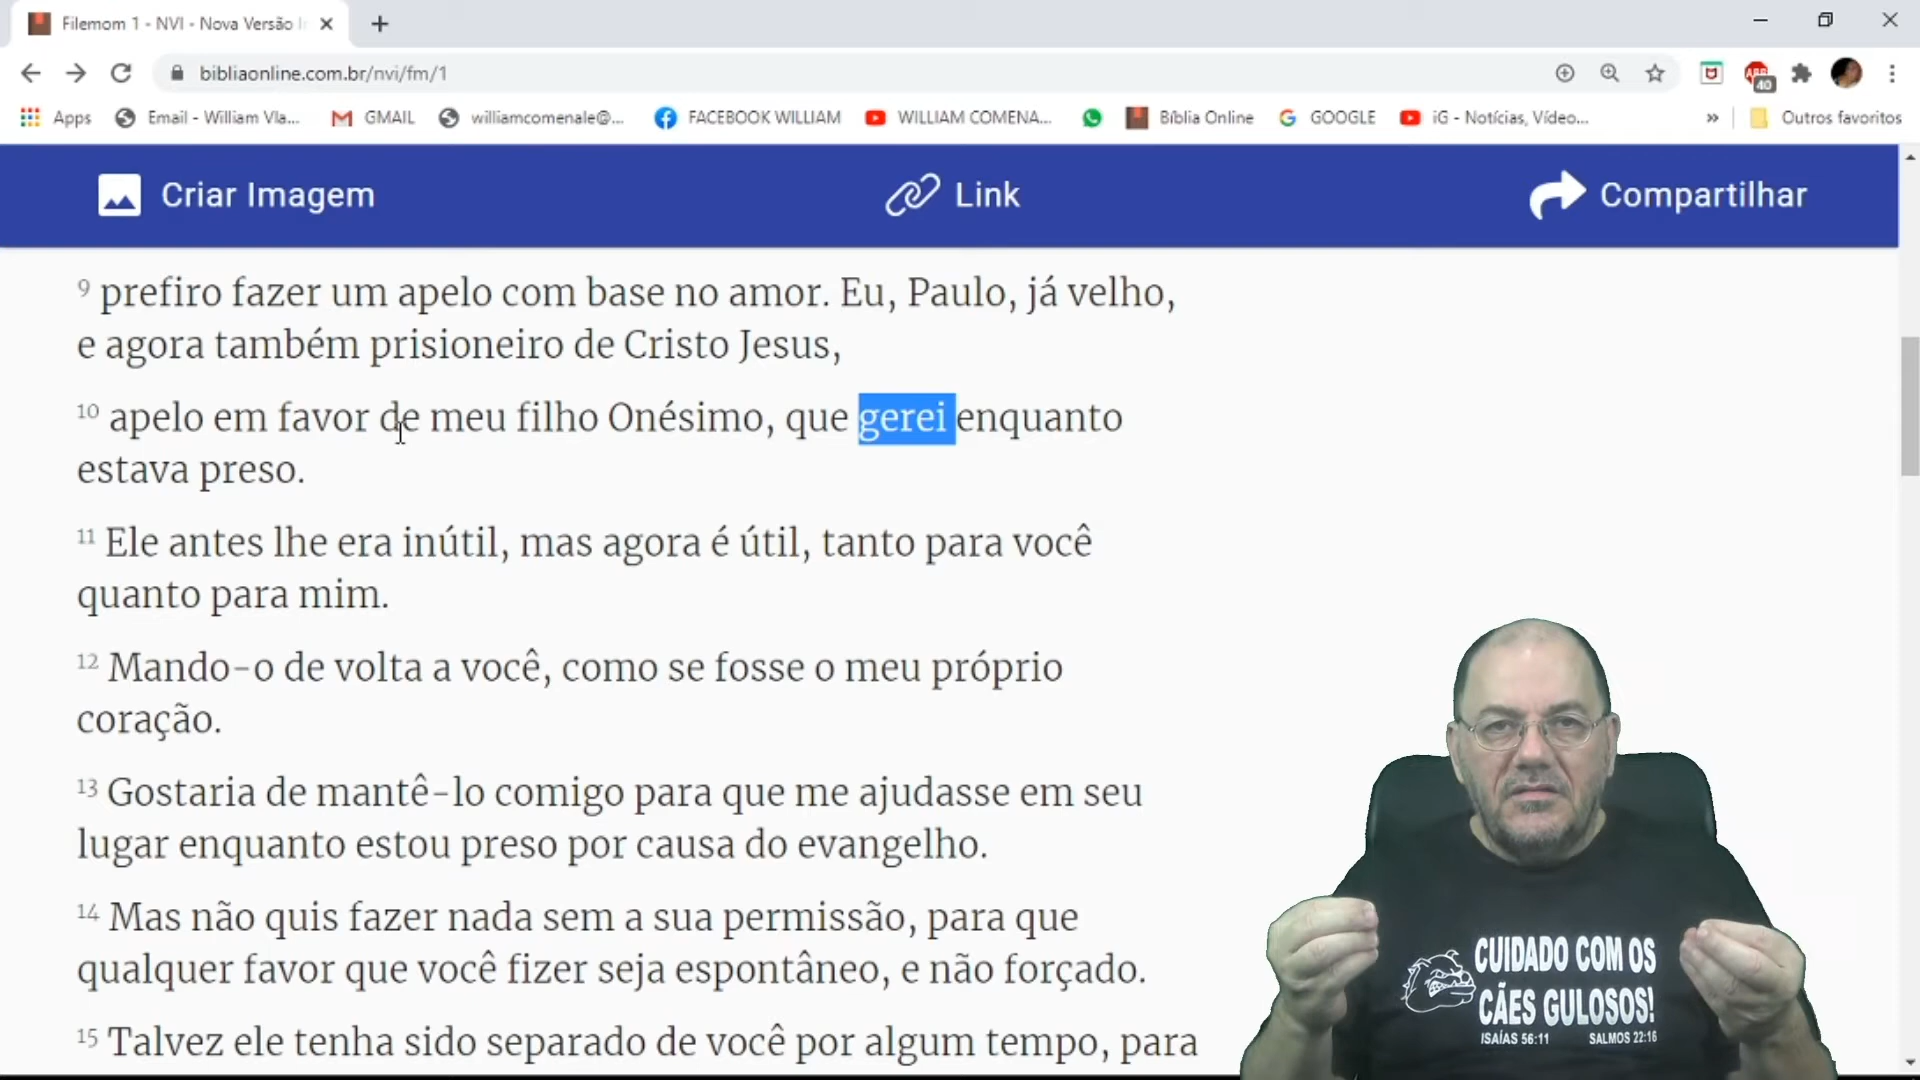 Filemom 1 - NVI - Nova Versão I
bibliaonline.com.br/nvi/fm/1
40
Apps
Email - William Vla...
GMAIL
williamcomenale@...
FACEBOOK WILLIAM
WILLIAM COMENA...
Bíblia Online
GOOGLE
iG - Notícias, Vídeo...
»
Outros favoritos
Criar Imagem
Link
Compartilhar
9 prefiro fazer um apelo com base no amor. Eu, Paulo, já velho,
e agora também prisioneiro de Cristo Jesus,
10 apelo em favor de meu filho Onésimo, que gerei enquanto
estava preso.
11 Ele antes lhe era inútil, mas agora é útil, tanto para você
quanto para mim.
12 Mando-o de volta a você, como se fosse o meu próprio
coração.
13 Gostaria de mantê-lo comigo para que me ajudasse em seu
lugar enquanto estou preso por causa do evangelho.
14 Mas não quis fazer nada sem a sua permissão, para que
qualquer favor que você fizer seja espontâneo, e não forçado.
15 Talvez ele tenha sido separado de você por algum tempo, para
CUIDADO COM OS
CÃES GULOSOS!
ISAÍAS 56:11 SALMOS 22:16